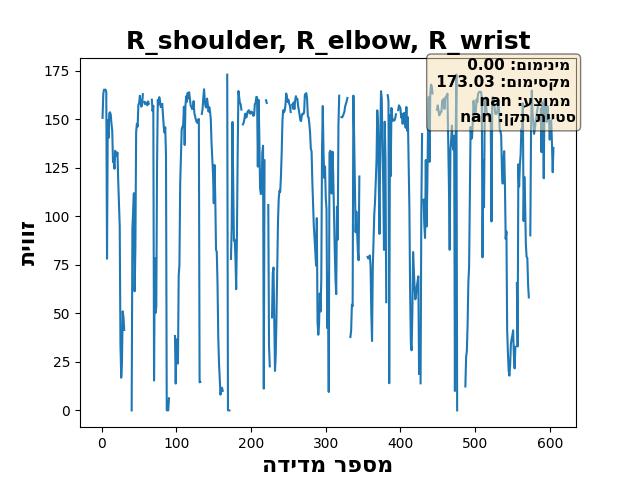 R_shoulder, R_elbow, R_wrist
מינימום: 0.00
מקסימום: 173.03
ממוצע: nan
סטיית תקן: nan
175
150
125
100
75
50
25
0
זווית
0 100 200 300 400 500 600
מספר מדידה